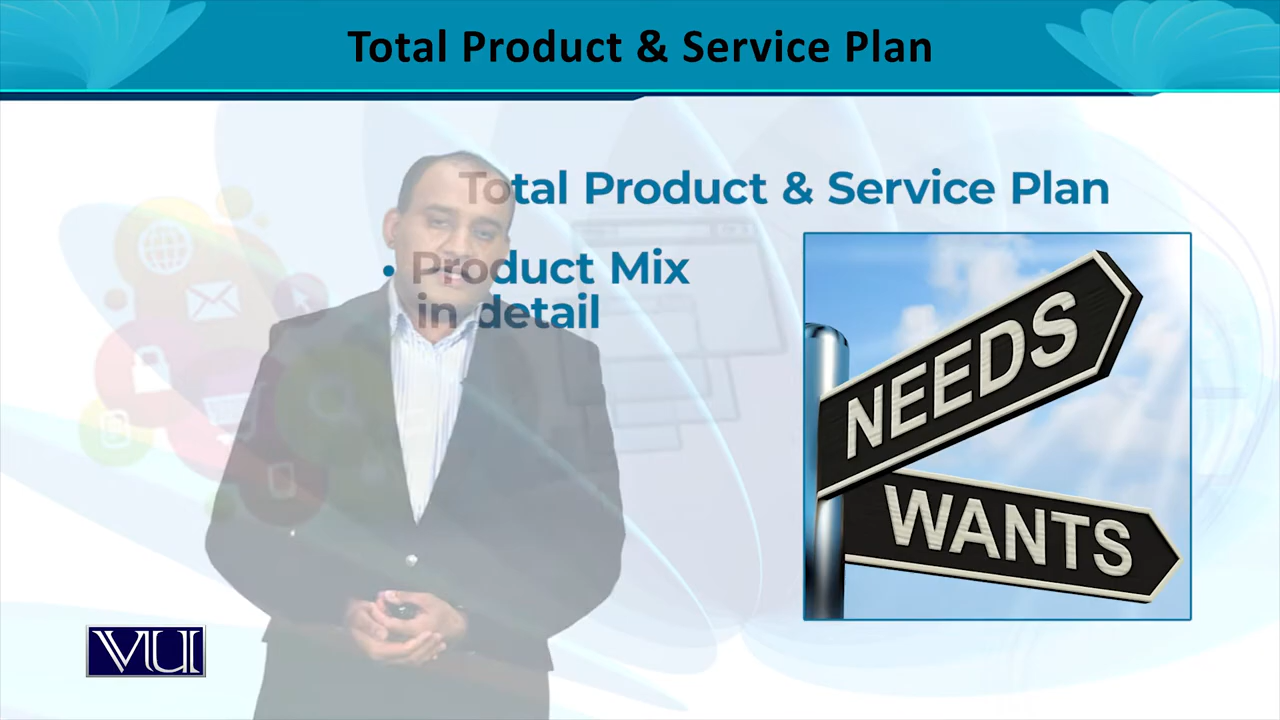 Total Product & Service Plan
Total Product & Service Plan
• Product Mix
in detail
NEEDS
WANTS
VU